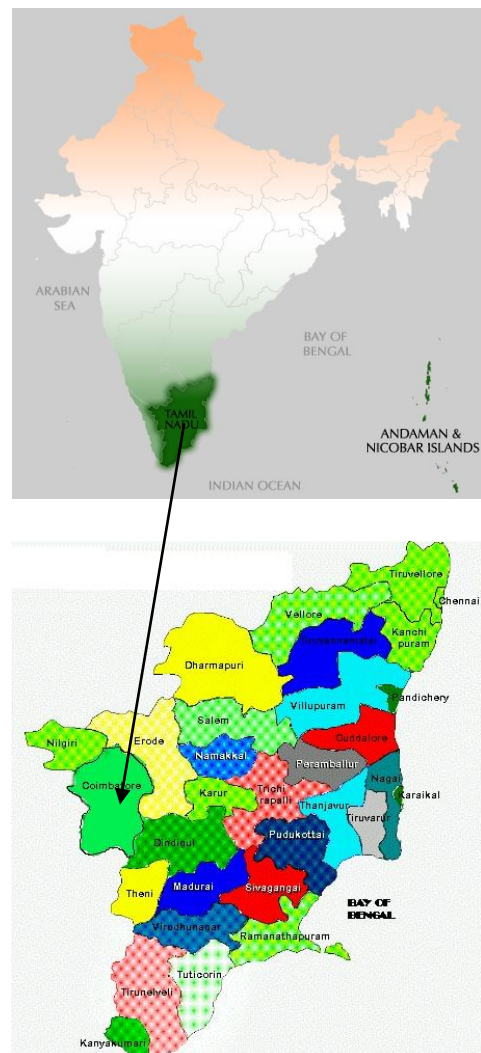 ARABIAN
SEA
BAY OF
BENGAL
TAMIL
NADU
ANDAMAN &
NICOBAR ISLANDS
INDIAN OCEAN
Tiruvellore
Chennai
Vellore
Kanchi
puram
Tiruvannamalai
Dharmapuri
Villupuram
Pondichery
Salem
Cuddalore
Nilgiri
Erode
Namakkal
Perambalur
Nagai
Coimbatore
Karur
Trichi
rapalli
Thanjavur
Karaikal
Tiruvarur
Dindigul
Pudukottai
Theni
Madurai
Sivagangai
BAY OF
BENGAL
Virudhunagar
Ramanathapuram
Tuticorin
Tirunelveli
Kanyakumari